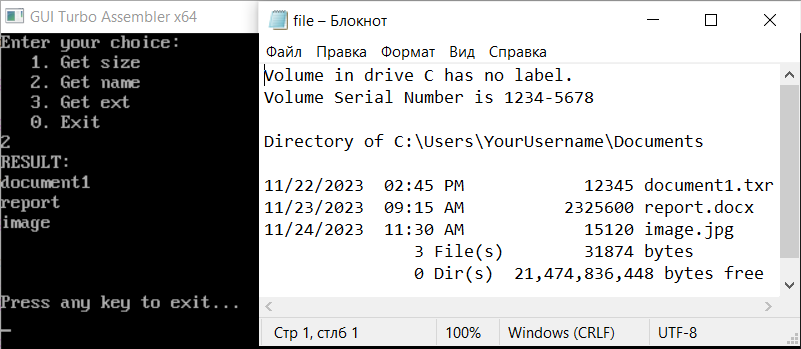 GUI Turbo Assembler x64
Enter your choice:
1. Get size
2. Get name
3. Get ext
0. Exit
2
RESULT:
document1
report
image
Press any key to exit...
file – Блокнот
Файл Правка Формат Вид Справка
Volume in drive C has no label.
Volume Serial Number is 1234-5678
Directory of C:\Users\YourUsername\Documents
11/22/2023 02:45 PM 12345 document1.txr
11/23/2023 09:15 AM 2325600 report.docx
11/24/2023 11:30 AM 15120 image.jpg
3 File(s) 31874 bytes
0 Dir(s) 21,474,836,448 bytes free
Стр 1, стлб 1 100% Windows (CRLF) UTF-8